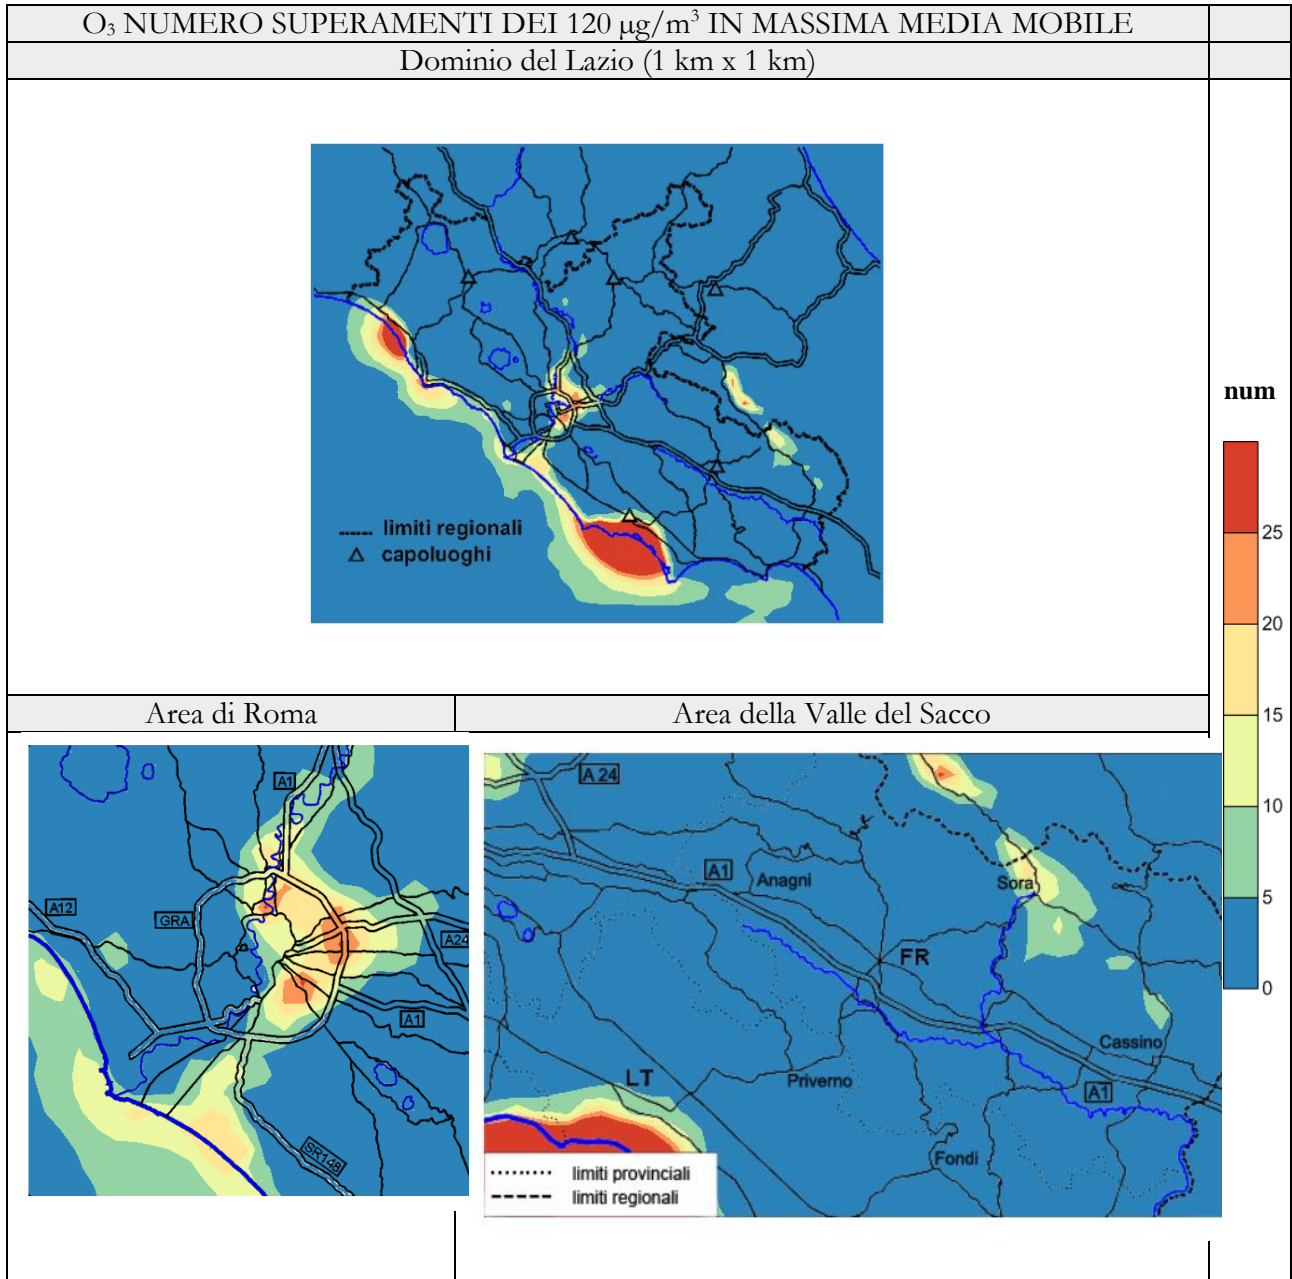 O₃ NUMERO SUPERAMENTI DEI 120 µg/m³ IN MASSIMA MEDIA MOBILE
Dominio del Lazio (1 km x 1 km)
limiti regionali
capoluoghi
num
25
20
15
10
5
0
Area di Roma
Area della Valle del Sacco
A1
A12
GRA
A24
A1
SR148
A 24
A1
Anagni
Sora
FR
Cassino
LT
Priverno
A1
Fondi
limiti provinciali
limiti regionali